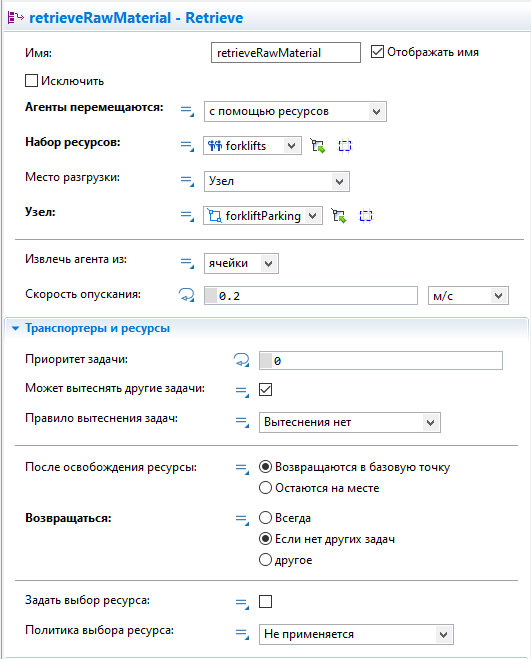 retrieveRawMaterial - Retrieve
Имя: retrieveRawMaterial Отображать имя
Исключить
Агенты перемещаются: с помощью ресурсов
Набор ресурсов: forklifts
Место разгрузки: Узел
Узел: forkliftParking
Извлечь агента из: ячейки
Скорость опускания: 0.2 м/с
Транспортеры и ресурсы
Приоритет задачи: 0
Может вытеснять другие задачи:
Правило вытеснения задач: Вытеснения нет
После освобождения ресурсы: Возвращаются в базовую точку
Остаются на месте
Возвращаться: Всегда
Если нет других задач
другое
Задать выбор ресурса:
Политика выбора ресурса: Не применяется